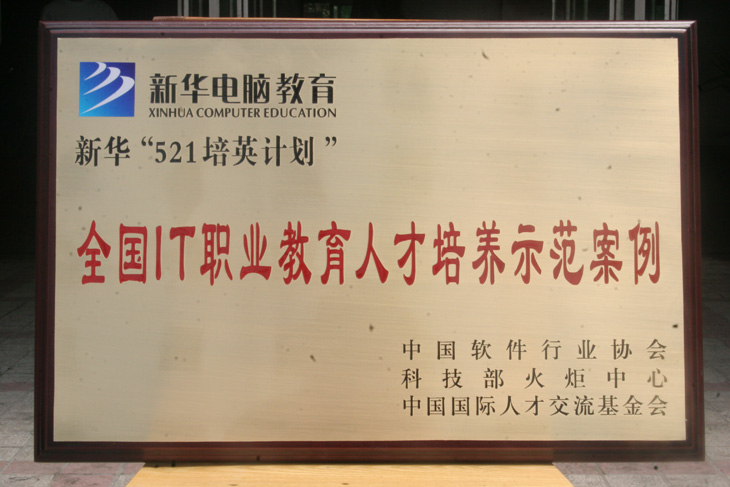 新华电脑教育
XINHUA COMPUTER EDUCATION
新华“521培英计划”
全国IT职业教育人才培养示范案例
中国软件行业协会
科技部火炬中心
中国国际人才交流基金会